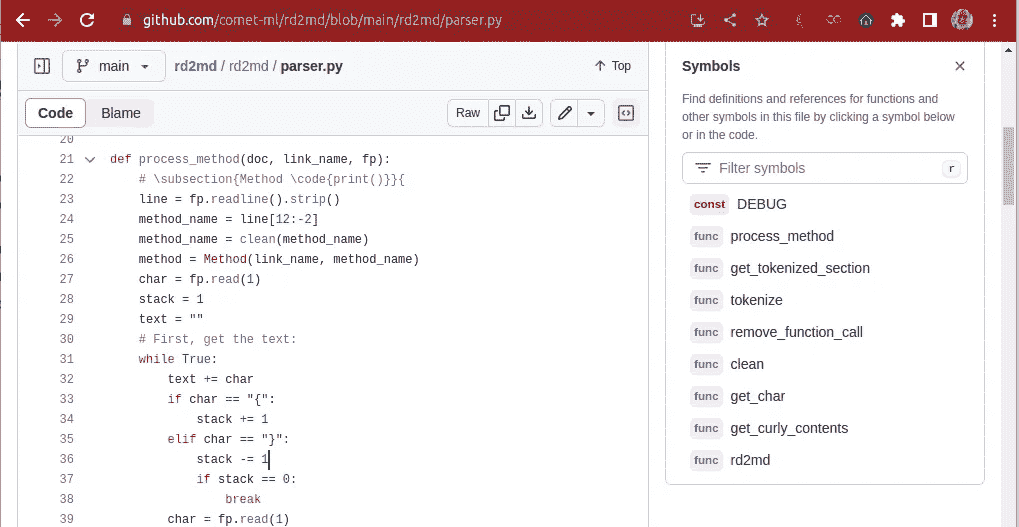 github.com/comet-ml/rd2md/blob/main/rd2md/parser.py
main rd2md / rd2md / parser.py Top
Code Blame Raw
20
21 def process_method(doc, link_name, fp):
22 # \subsection{Method \code{print()}}{
23 line = fp.readline().strip()
24 method_name = line[12:-2]
25 method_name = clean(method_name)
26 method = Method(link_name, method_name)
27 char = fp.read(1)
28 stack = 1
29 text = ""
30 # First, get the text:
31 while True:
32 text += char
33 if char == "{":
34 stack += 1
35 elif char == "}":
36 stack -= 1
37 if stack == 0:
38 break
39 char = fp.read(1)
Symbols
Find definitions and references for functions and
other symbols in this file by clicking a symbol below
or in the code.
Filter symbols r
const DEBUG
func process_method
func get_tokenized_section
func tokenize
func remove_function_call
func clean
func get_char
func get_curly_contents
func rd2md